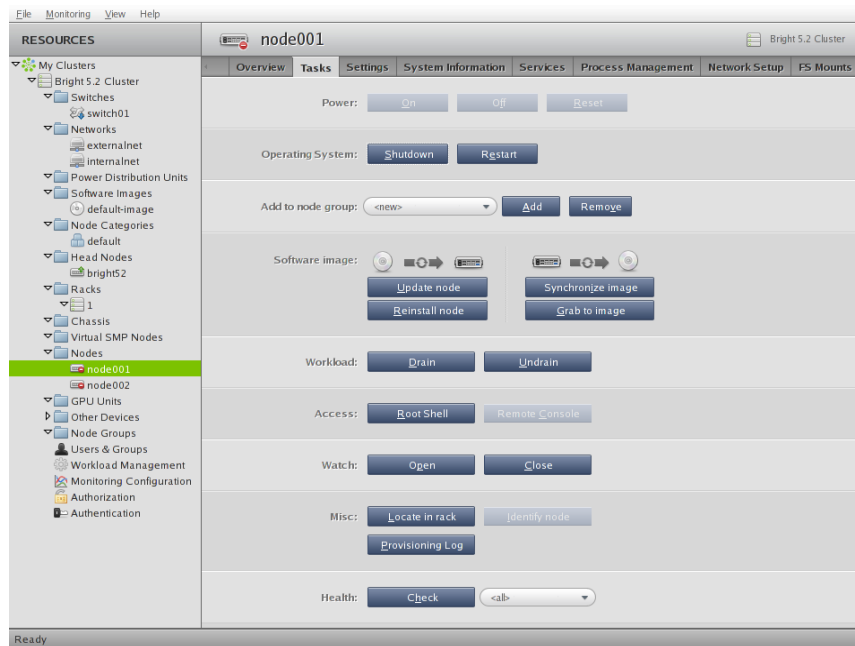 File Monitoring View Help
RESOURCES
node001
Bright 5.2 Cluster
My Clusters
Bright 5.2 Cluster
Switches
switch01
Networks
externalnet
internalnet
Power Distribution Units
Software Images
default-image
Node Categories
default
Head Nodes
bright52
Racks
1
Chassis
Virtual SMP Nodes
Nodes
node001
node002
GPU Units
Other Devices
Node Groups
Users & Groups
Workload Management
Monitoring Configuration
Authorization
Authentication
Overview Tasks Settings System Information Services Process Management Network Setup FS Mounts
Power: On Off Reset
Operating System: Shutdown Restart
Add to node group: <new> Add Remove
Software image:
Update node Synchronize image
Reinstall node Grab to image
Workload: Drain Undrain
Access: Root Shell Remote Console
Watch: Open Close
Misc: Locate in rack Identify node
Provisioning Log
Health: Check <all>
Ready